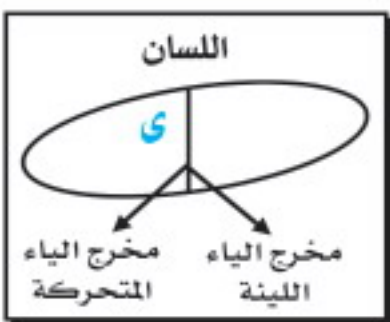 اللسان
ى
مخرج الياء اللينة
مخرج الياء المتحركة